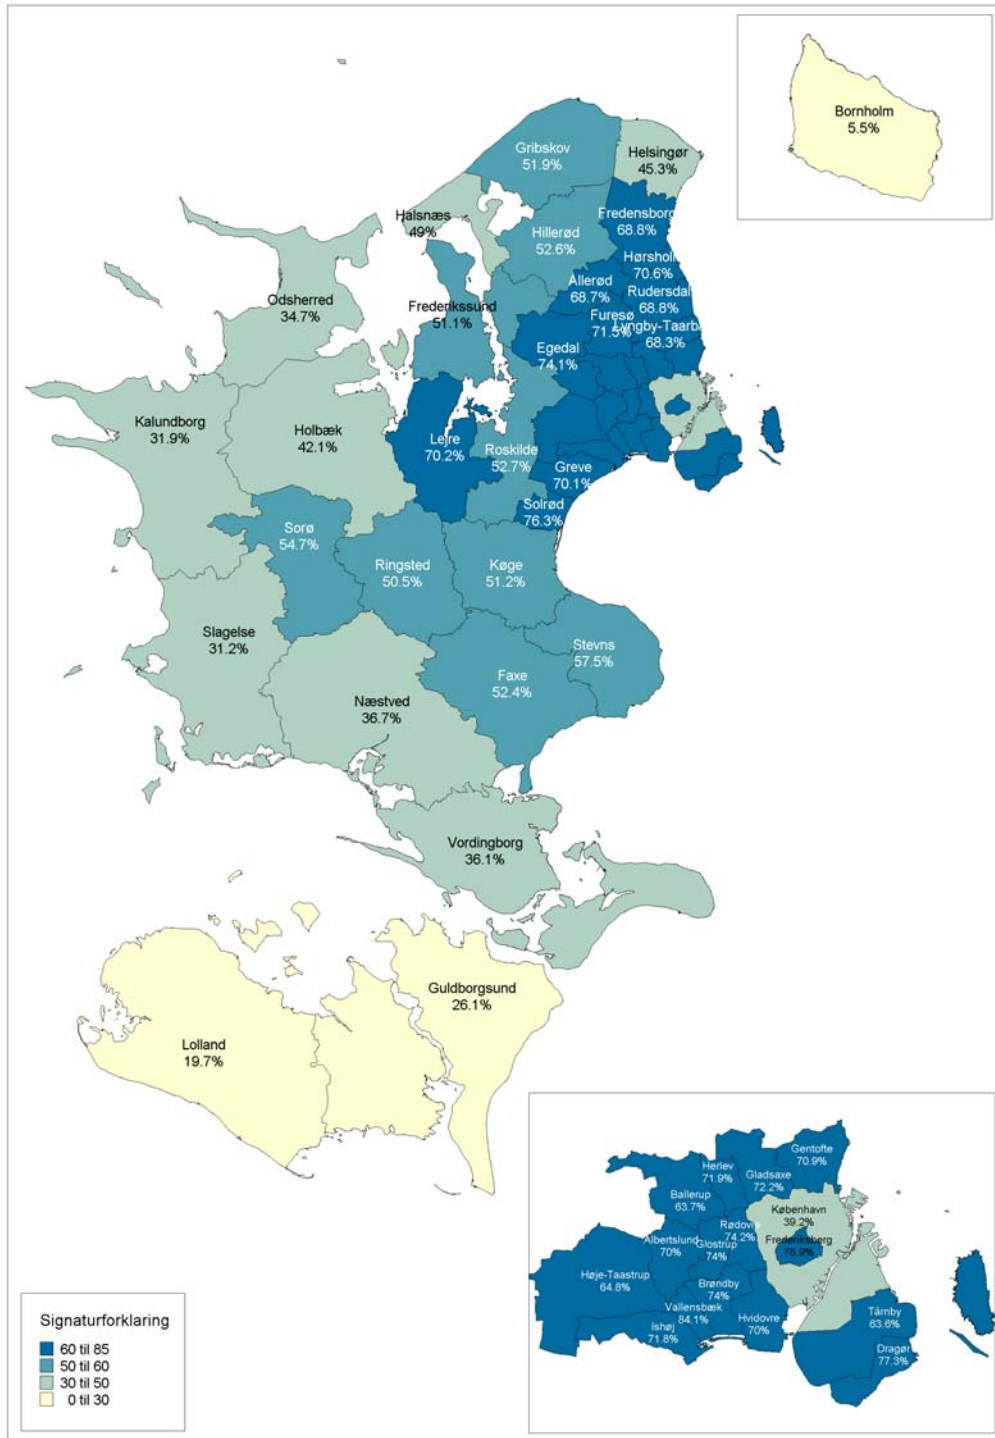 Bornholm
5.5%
Gribskov
51.9%
Helsingør
45.3%
Halsnæs
49%
Hillerød
52.6%
Fredensborg
68.8%
Hørsholm
70.6%
Allerød
68.7%
Rudersdal
68.8%
Odsherred
34.7%
Frederikssund
51.1%
Furesø
71.5%
Lyngby-Taarbæ
68.3%
Egedal
74.1%
Kalundborg
31.9%
Holbæk
42.1%
Lejre
70.2%
Roskilde
52.7%
Greve
70.1%
Solrød
76.3%
Sorø
54.7%
Ringsted
50.5%
Køge
51.2%
Slagelse
31.2%
Stevns
57.5%
Faxe
52.4%
Næstved
36.7%
Vordingborg
36.1%
Guldborgsund
26.1%
Lolland
19.7%
Gentofte
70.9%
Herlev
71.9%
Gladsaxe
72.2%
Ballerup
63.7%
København
39.2%
Rødovre
74.2%
Albertslund
70%
Glostrup
74%
Frederiksberg
78.9%
Høje-Taastrup
64.8%
Brøndby
74%
Vallensbæk
84.1%
Hvidovre
70%
Ishøj
71.8%
Tårnby
63.6%
Dragør
77.3%
Signaturforklaring
60 til 85
50 til 60
30 til 50
0 til 30